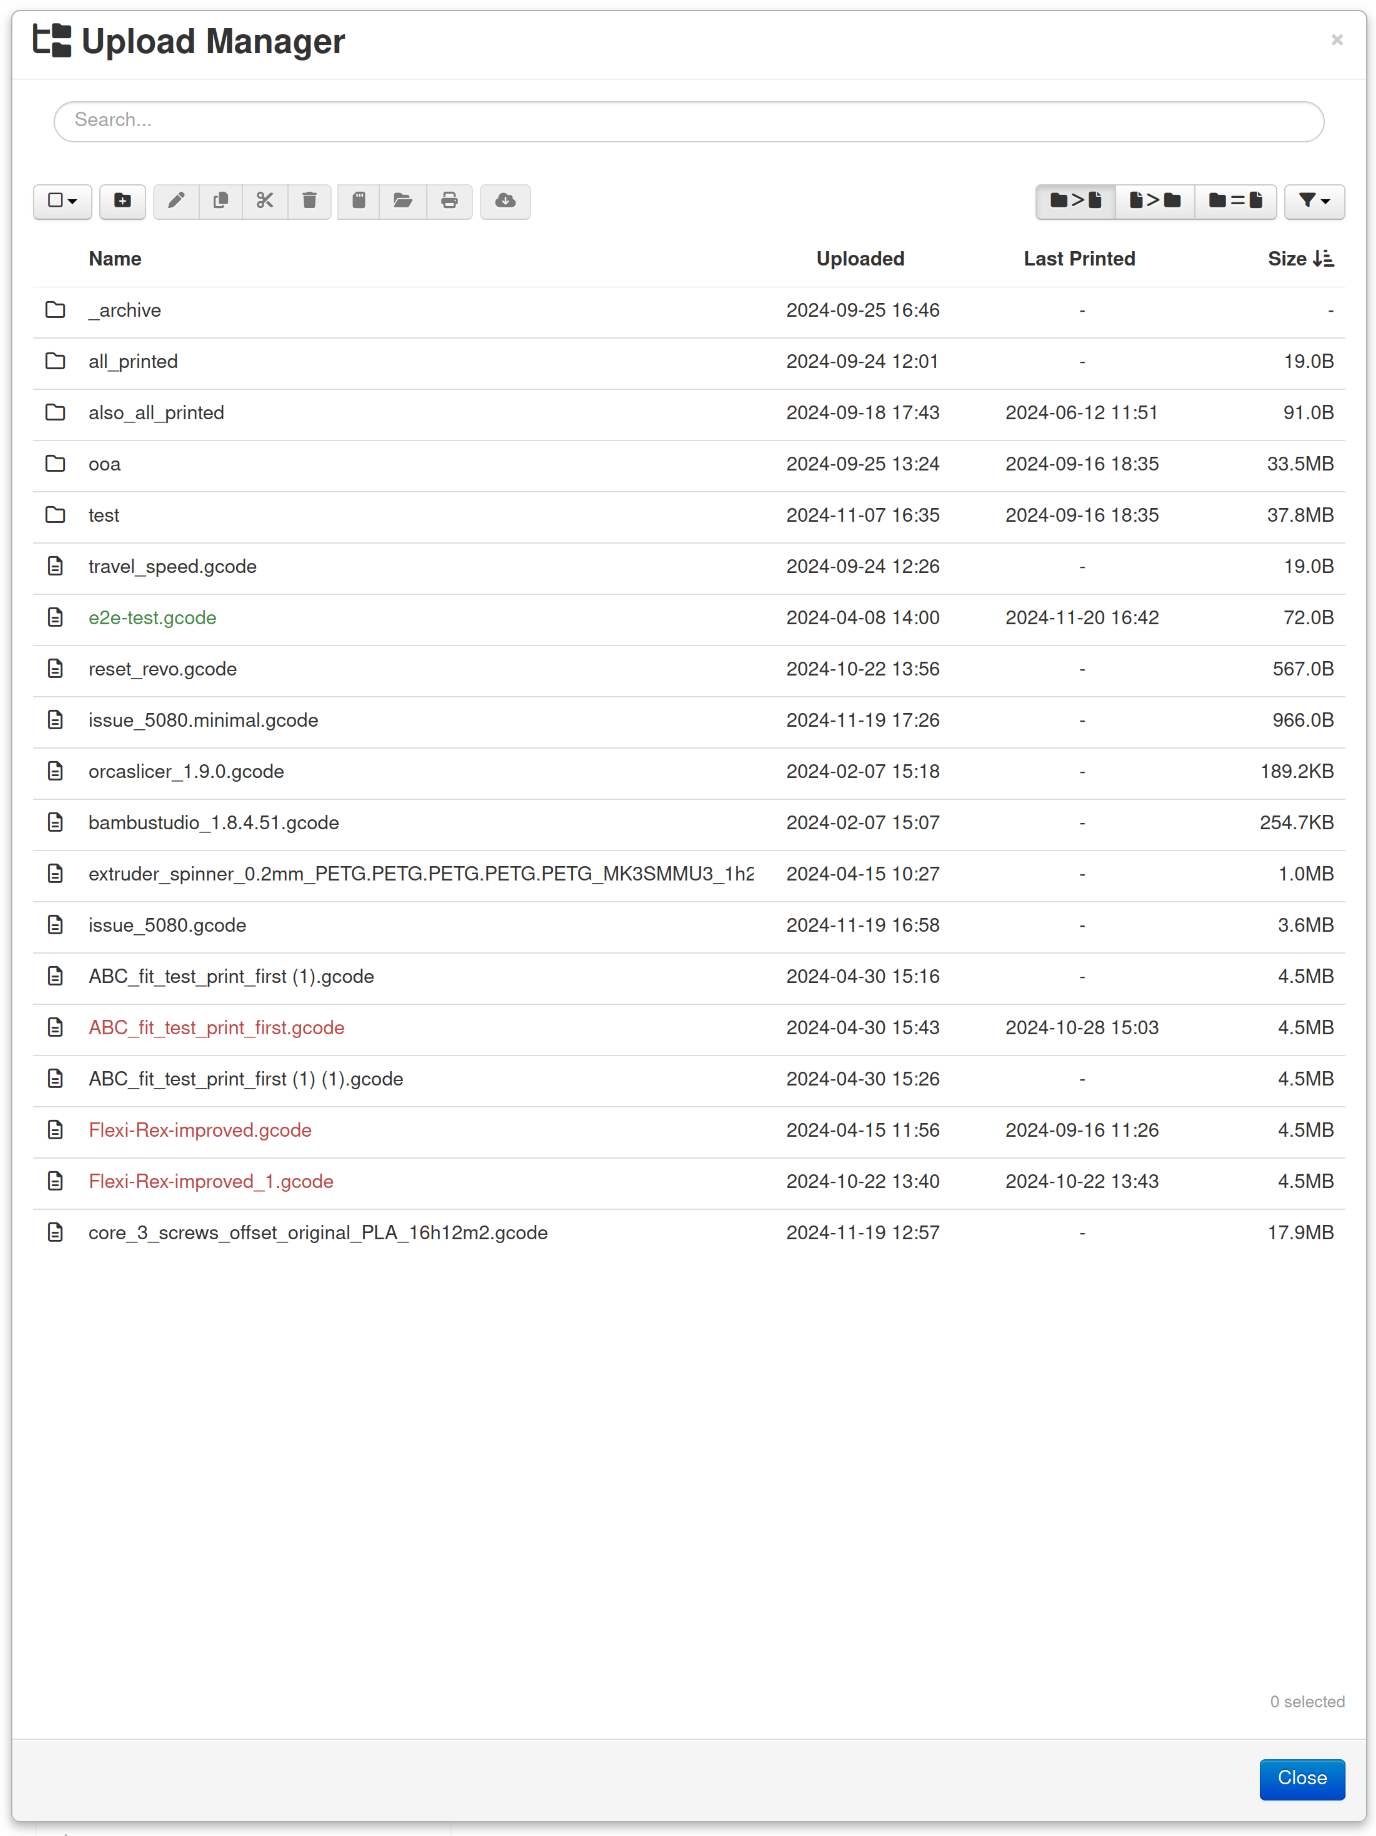 Upload Manager
×
Search...
Name Uploaded Last Printed Size
_archive 2024-09-25 16:46 - -
all_printed 2024-09-24 12:01 - 19.0B
also_all_printed 2024-09-18 17:43 2024-06-12 11:51 91.0B
ooa 2024-09-25 13:24 2024-09-16 18:35 33.5MB
test 2024-11-07 16:35 2024-09-16 18:35 37.8MB
travel_speed.gcode 2024-09-24 12:26 - 19.0B
e2e-test.gcode 2024-04-08 14:00 2024-11-20 16:42 72.0B
reset_revo.gcode 2024-10-22 13:56 - 567.0B
issue_5080.minimal.gcode 2024-11-19 17:26 - 966.0B
orcaslicer_1.9.0.gcode 2024-02-07 15:18 - 189.2KB
bambustudio_1.8.4.51.gcode 2024-02-07 15:07 - 254.7KB
extruder_spinner_0.2mm_PETG.PETG.PETG.PETG.PETG_MK3SMMU3_1h2 2024-04-15 10:27 - 1.0MB
issue_5080.gcode 2024-11-19 16:58 - 3.6MB
ABC_fit_test_print_first (1).gcode 2024-04-30 15:16 - 4.5MB
ABC_fit_test_print_first.gcode 2024-04-30 15:43 2024-10-28 15:03 4.5MB
ABC_fit_test_print_first (1) (1).gcode 2024-04-30 15:26 - 4.5MB
Flexi-Rex-improved.gcode 2024-04-15 11:56 2024-09-16 11:26 4.5MB
Flexi-Rex-improved_1.gcode 2024-10-22 13:40 2024-10-22 13:43 4.5MB
core_3_screws_offset_original_PLA_16h12m2.gcode 2024-11-19 12:57 - 17.9MB
0 selected
Close